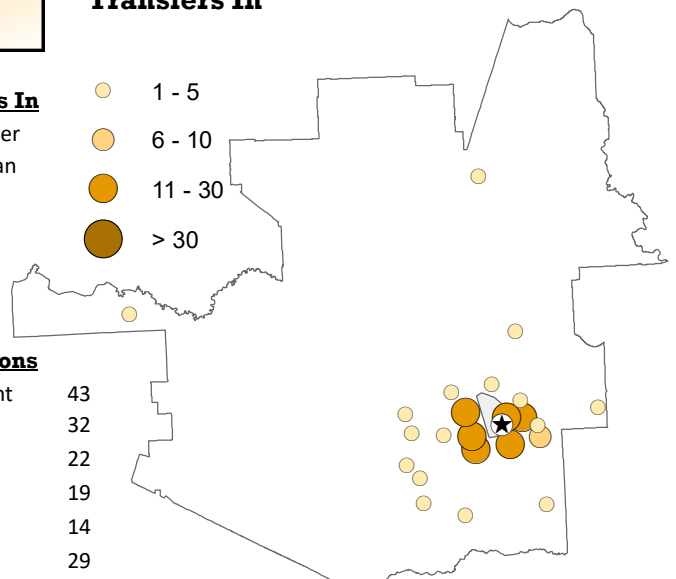 Transfers In
s In
er
an
1 - 5
6 - 10
11 - 30
> 30
ons
nt 43
32
22
19
14
29